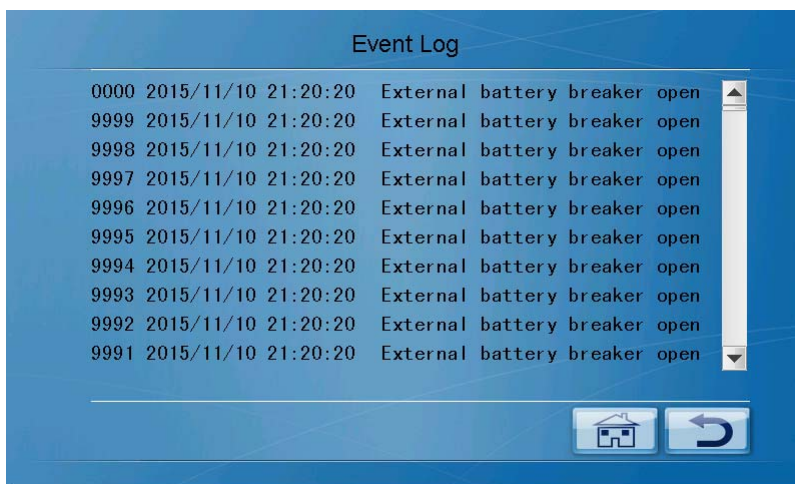 Event Log
0000 2015/11/10 21:20:20 External battery breaker open
9999 2015/11/10 21:20:20 External battery breaker open
9998 2015/11/10 21:20:20 External battery breaker open
9997 2015/11/10 21:20:20 External battery breaker open
9996 2015/11/10 21:20:20 External battery breaker open
9995 2015/11/10 21:20:20 External battery breaker open
9994 2015/11/10 21:20:20 External battery breaker open
9993 2015/11/10 21:20:20 External battery breaker open
9992 2015/11/10 21:20:20 External battery breaker open
9991 2015/11/10 21:20:20 External battery breaker open